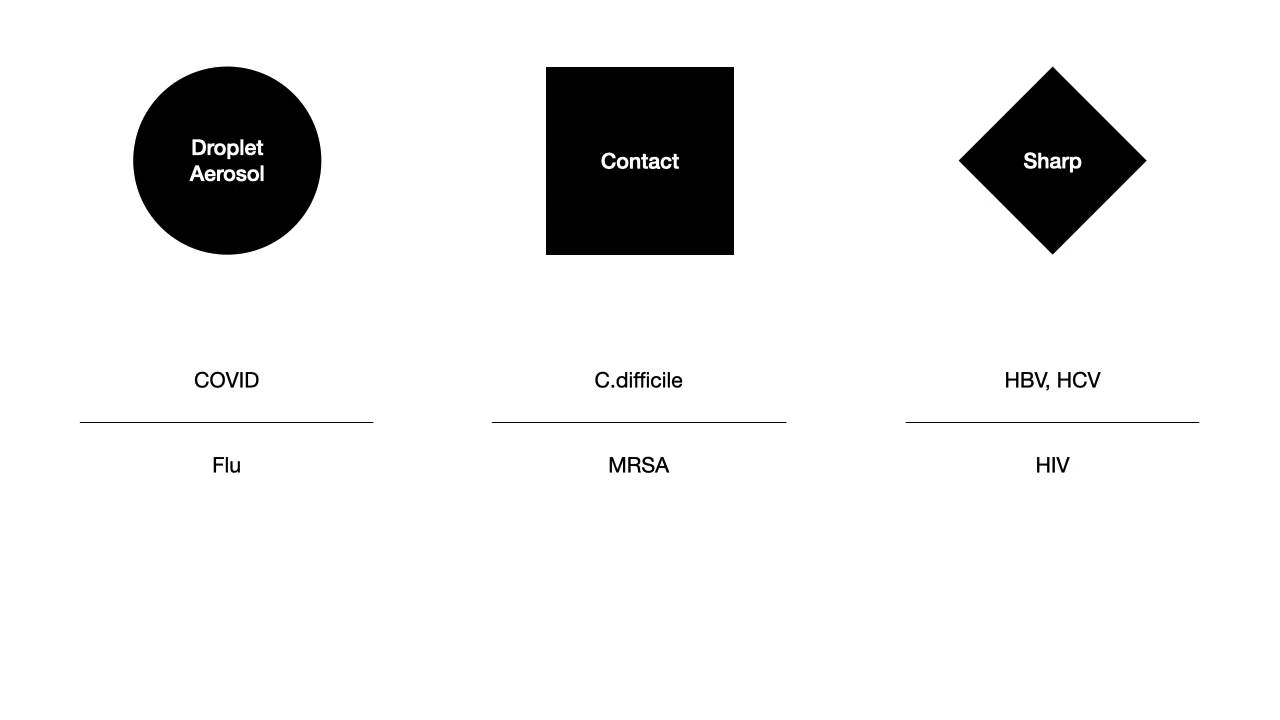 Droplet
Aerosol
Contact
Sharp
COVID
C.difficile
HBV, HCV
Flu
MRSA
HIV